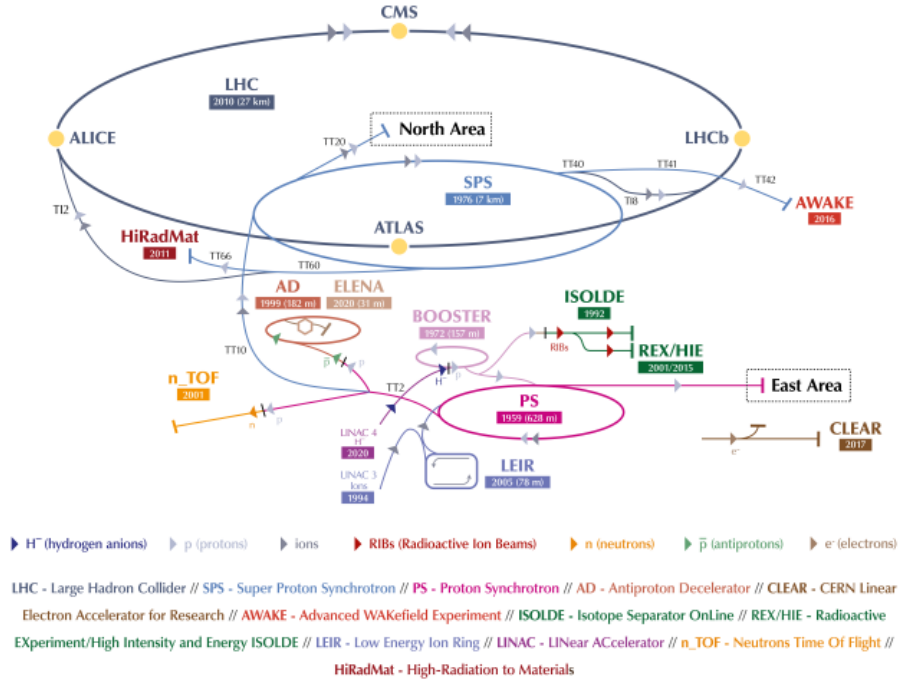 CMS
LHC
2010 (27 km)
North Area
ALICE
LHCb
TT20
TT40
TT41
SPS
1976 (7 km)
TT42
TI2
TI8
AWAKE
2016
ATLAS
HiRadMat
2011
TT66
TT60
AD
1999 (182 m)
ELENA
2020 (31 m)
ISOLDE
1992
BOOSTER
1972 (157 m)
RIBs
REX/HIE
2001/2015
p̅
p
TT10
H⁻
p
TT2
East Area
n_TOF
2001
PS
1959 (628 m)
n
p
LINAC 4
H⁻
2020
CLEAR
2017
e⁻
LINAC 3
Ions
1994
LEIR
2005 (78 m)
H⁻ (hydrogen anions) p (protons) ions RIBs (Radioactive Ion Beams) n (neutrons) p̅ (antiprotons) e⁻ (electrons)
LHC - Large Hadron Collider // SPS - Super Proton Synchrotron // PS - Proton Synchrotron // AD - Antiproton Decelerator // CLEAR - CERN Linear
Electron Accelerator for Research // AWAKE - Advanced WAKefield Experiment // ISOLDE - Isotope Separator OnLine // REX/HIE - Radioactive
EXperiment/High Intensity and Energy ISOLDE // LEIR - Low Energy Ion Ring // LINAC - LINear ACcelerator // n_TOF - Neutrons Time Of Flight //
HiRadMat - High-Radiation to Materials